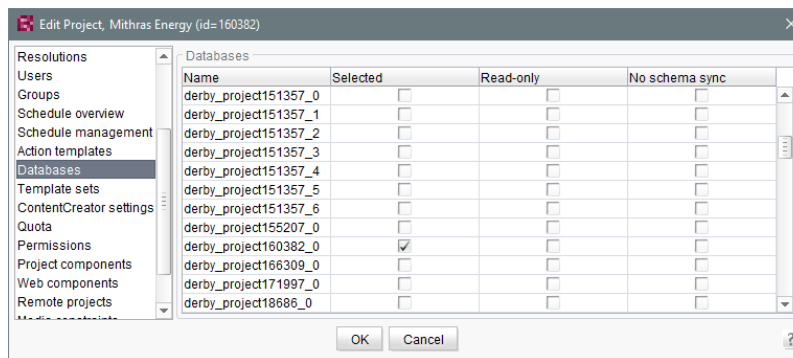 Edit Project, Mithras Energy (id=160382)
Resolutions
Users
Groups
Schedule overview
Schedule management
Action templates
Databases
Template sets
ContentCreator settings
Quota
Permissions
Project components
Web components
Remote projects
Databases
Name Selected Read-only No schema sync
derby_project151357_0
derby_project151357_1
derby_project151357_2
derby_project151357_3
derby_project151357_4
derby_project151357_5
derby_project151357_6
derby_project155207_0
derby_project160382_0
derby_project166309_0
derby_project171997_0
derby_project18686_0
OK Cancel
?